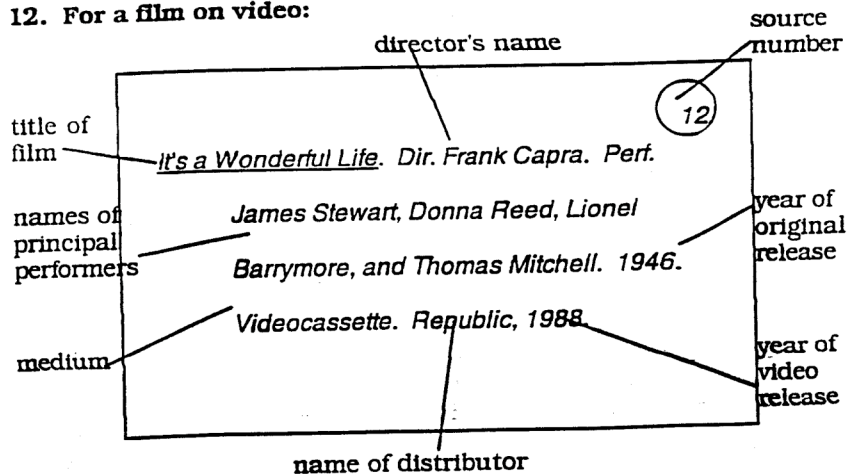 12. For a film on video:
source
number
director's name
12
title of
film
It's a Wonderful Life. Dir. Frank Capra. Perf.
names of
principal
performers
James Stewart, Donna Reed, Lionel
year of
original
release
Barrymore, and Thomas Mitchell. 1946.
Videocassette. Republic, 1988.
medium
year of
video
release
name of distributor